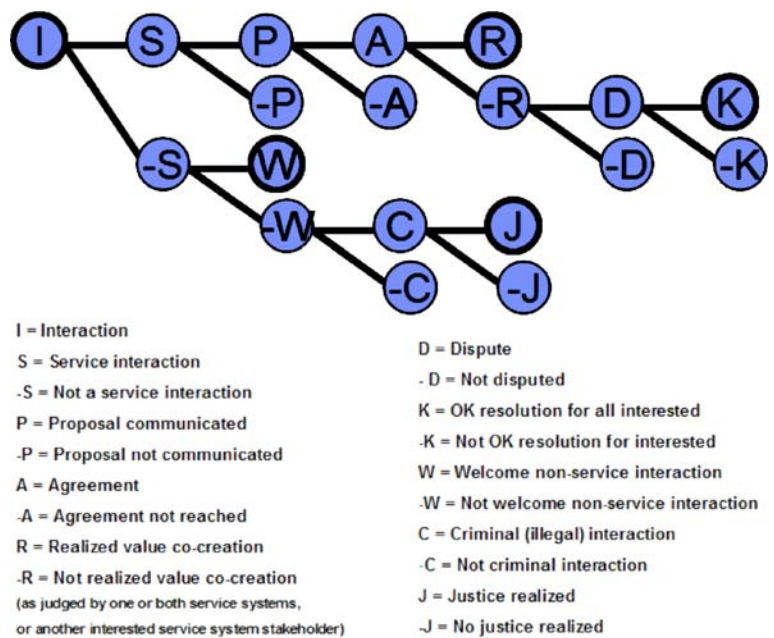 I S P A R
-P -A -R D K
-S W -D -K
-W C J
-C -J
I = Interaction
S = Service interaction
-S = Not a service interaction
P = Proposal communicated
-P = Proposal not communicated
A = Agreement
-A = Agreement not reached
R = Realized value co-creation
-R = Not realized value co-creation
(as judged by one or both service systems,
or another interested service system stakeholder)
D = Dispute
- D = Not disputed
K = OK resolution for all interested
-K = Not OK resolution for interested
W = Welcome non-service interaction
-W = Not welcome non-service interaction
C = Criminal (illegal) interaction
-C = Not criminal interaction
J = Justice realized
-J = No justice realized